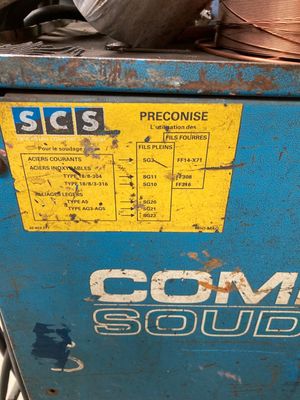 SCS
PRECONISE
l'utilisation des
FILS FOURRES
FILS PLEINS
Pour le soudage
ACIERS COURANTS SG3 FF14-X71
ACIERS INOXYDABLES
TYPE 18/8-304 SG11 FF308
TYPE 18/8/3-316 SG10 FF316
ALLIAGES LEGERS
TYPE A5 SG20
TYPE AG3-AG5 SG21
SG23
COM
SOUD